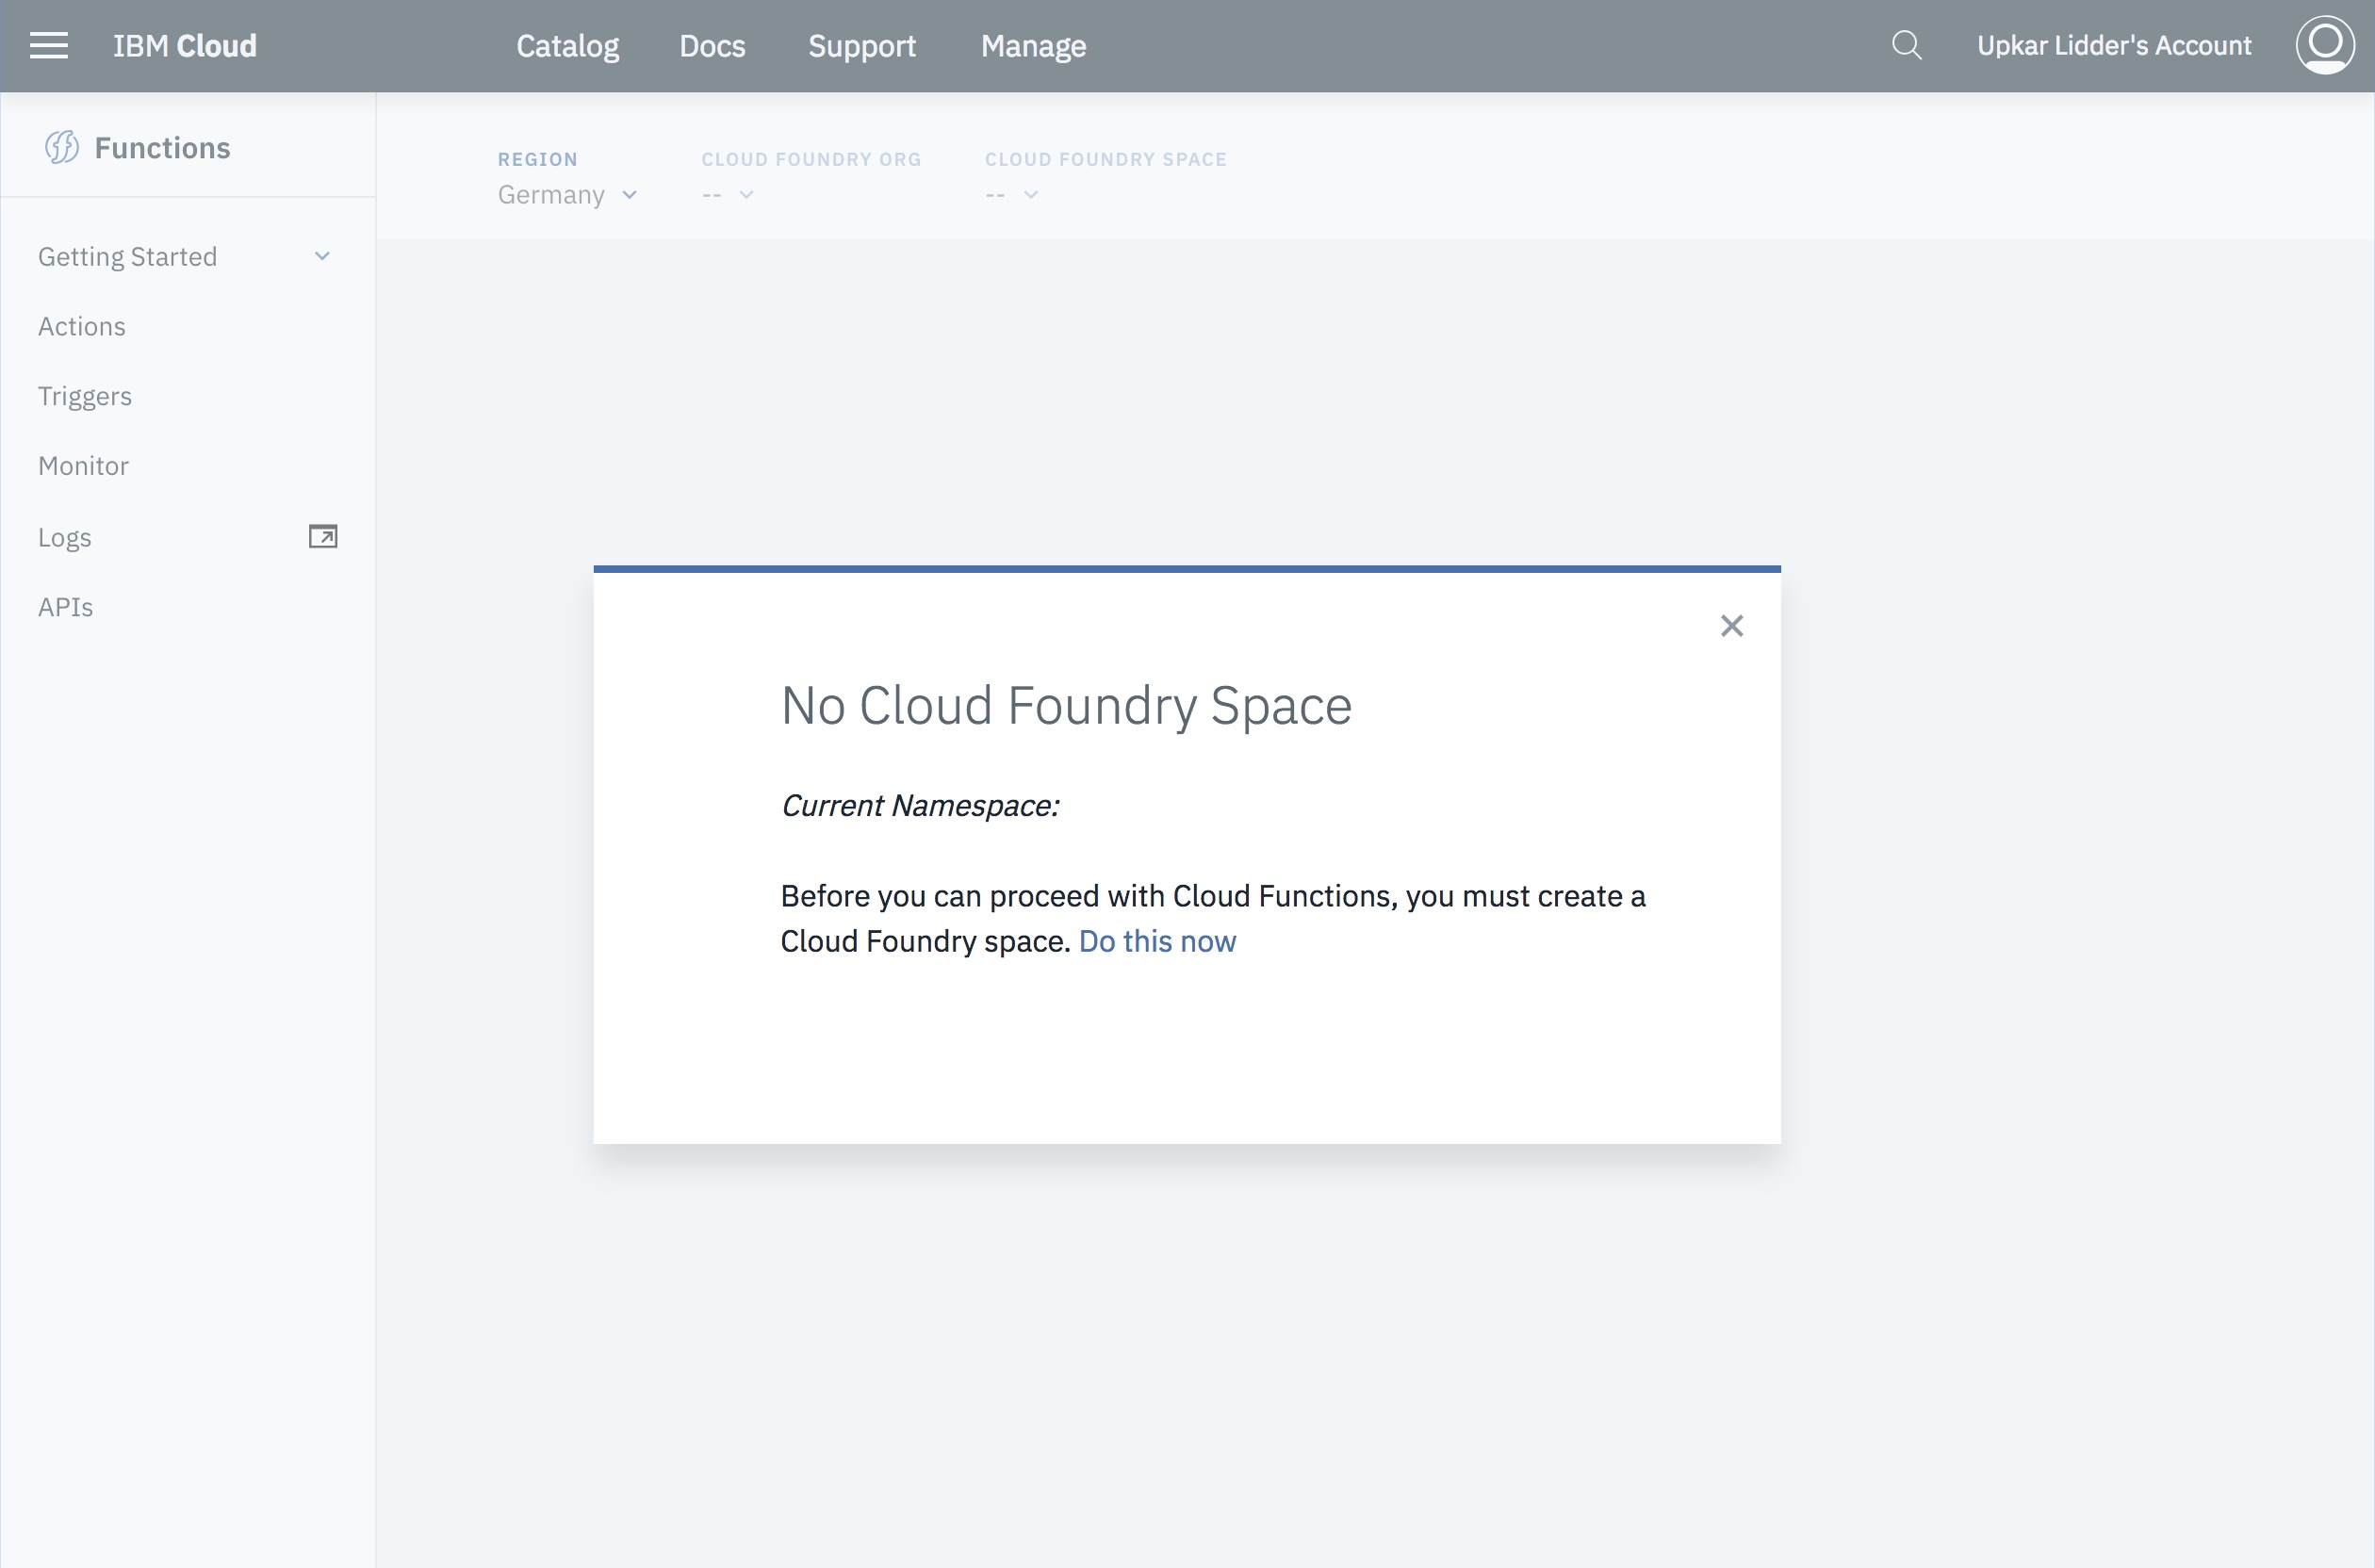 IBM Cloud
Catalog
Docs
Support
Manage
Upkar Lidder's Account
Functions
Getting Started
Actions
Triggers
Monitor
Logs
APIs
REGION
Germany
CLOUD FOUNDRY ORG
--
CLOUD FOUNDRY SPACE
--
No Cloud Foundry Space
Current Namespace:
Before you can proceed with Cloud Functions, you must create a
Cloud Foundry space. Do this now